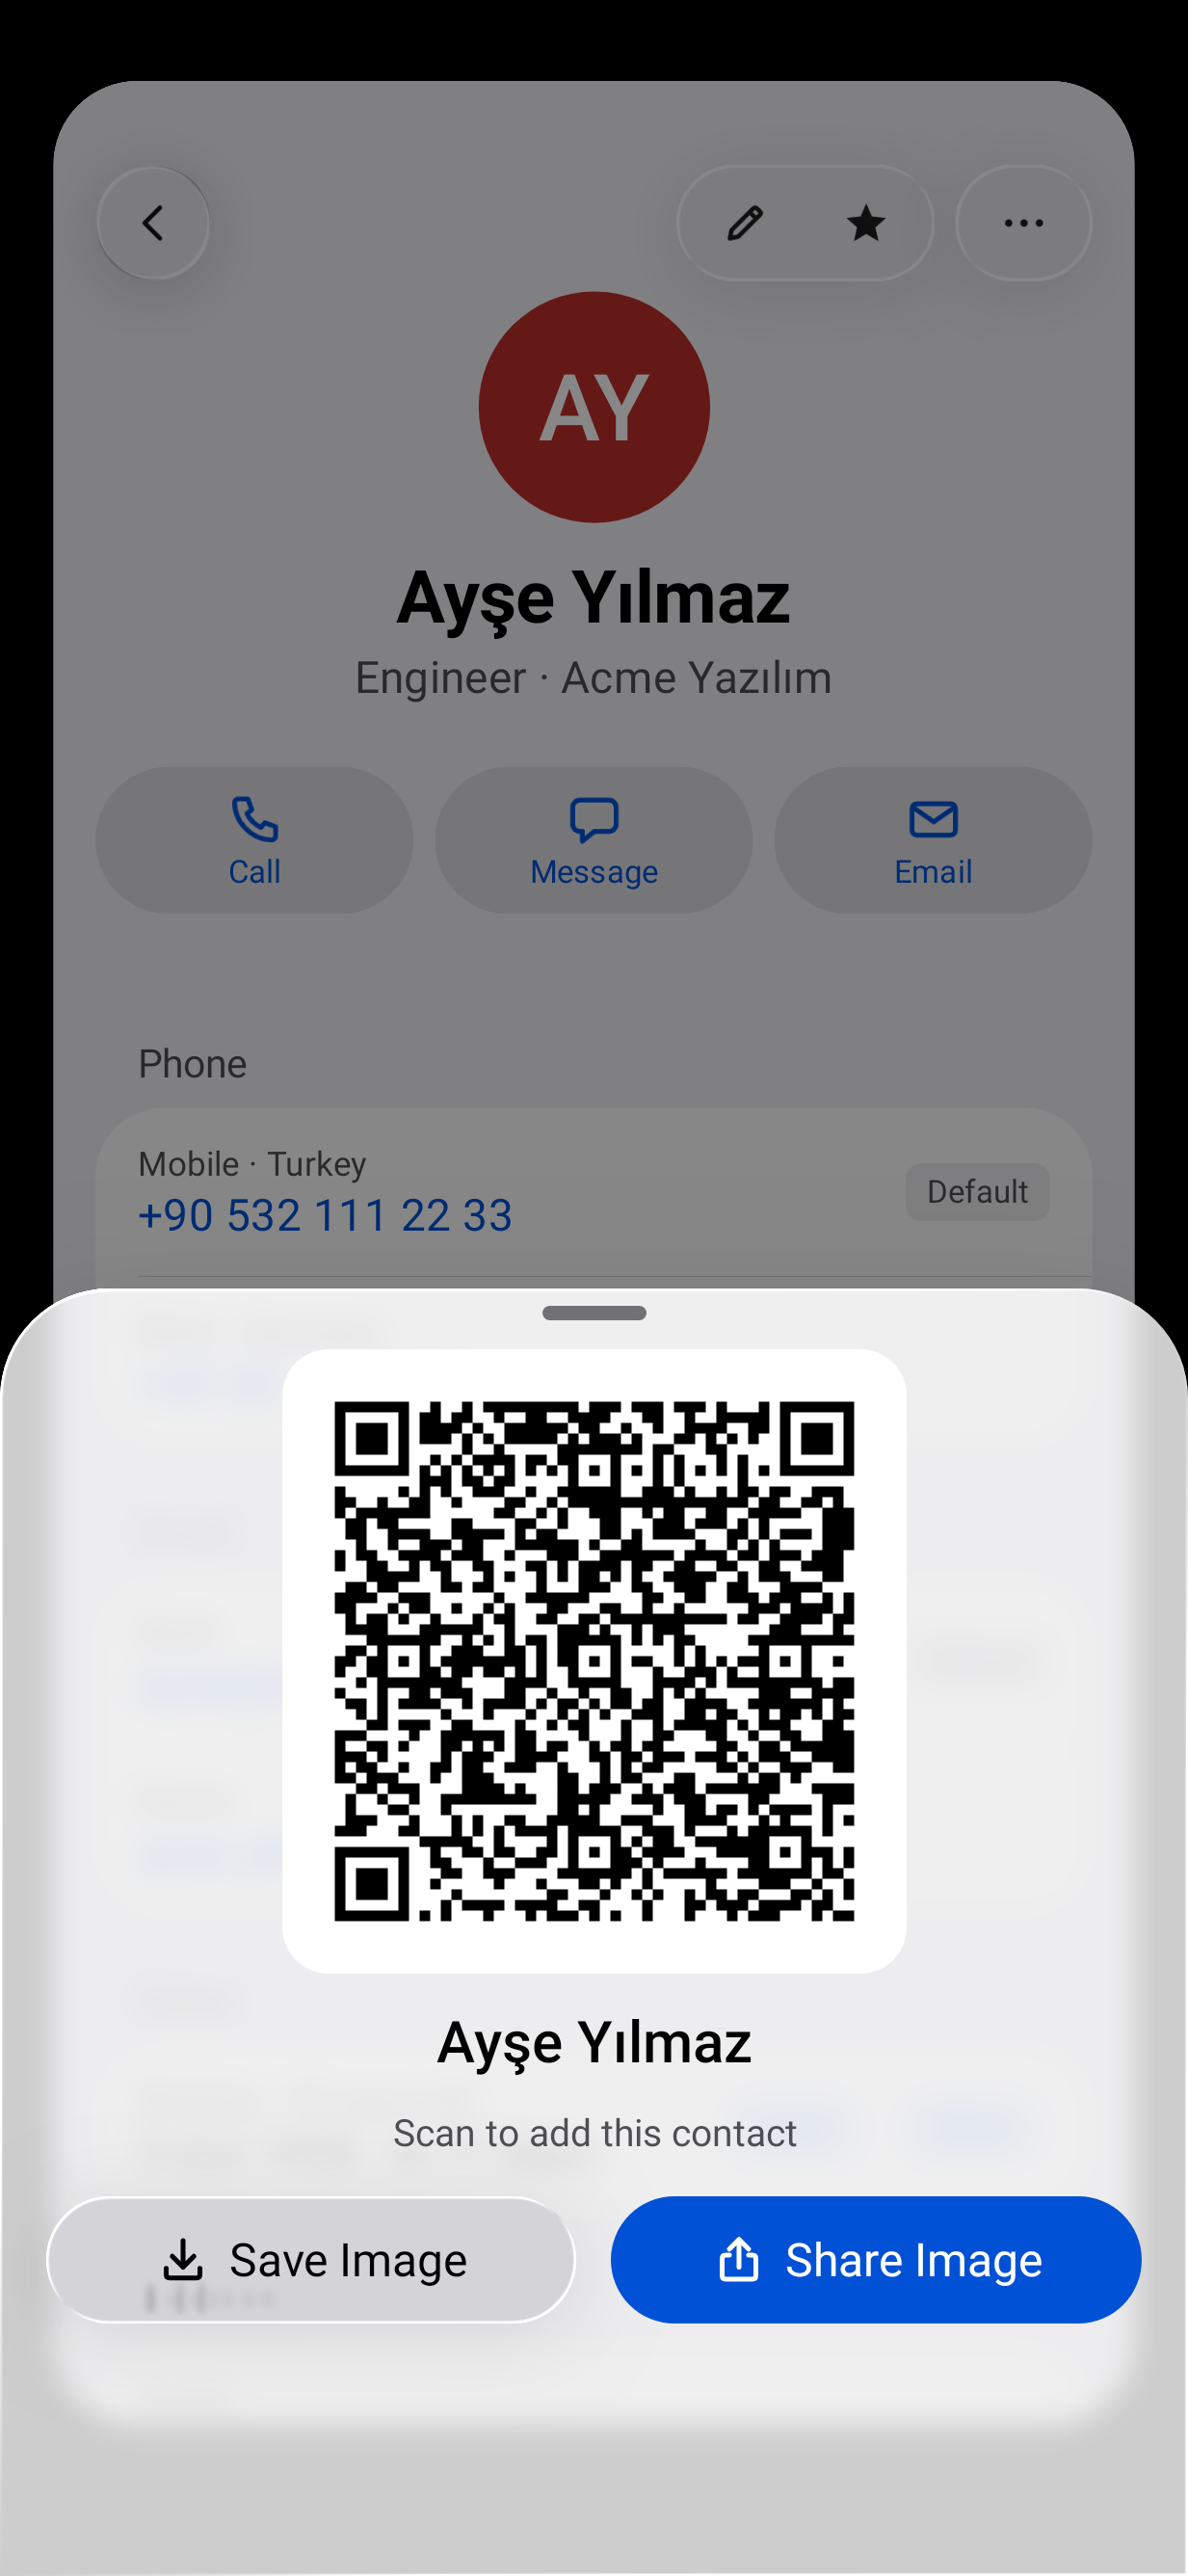 AY
Ayşe Yılmaz
Engineer · Acme Yazılım
Call
Message
Email
Phone
Mobile · Turkey
+90 532 111 22 33
Default
Ayşe Yılmaz
Scan to add this contact
Save Image
Share Image